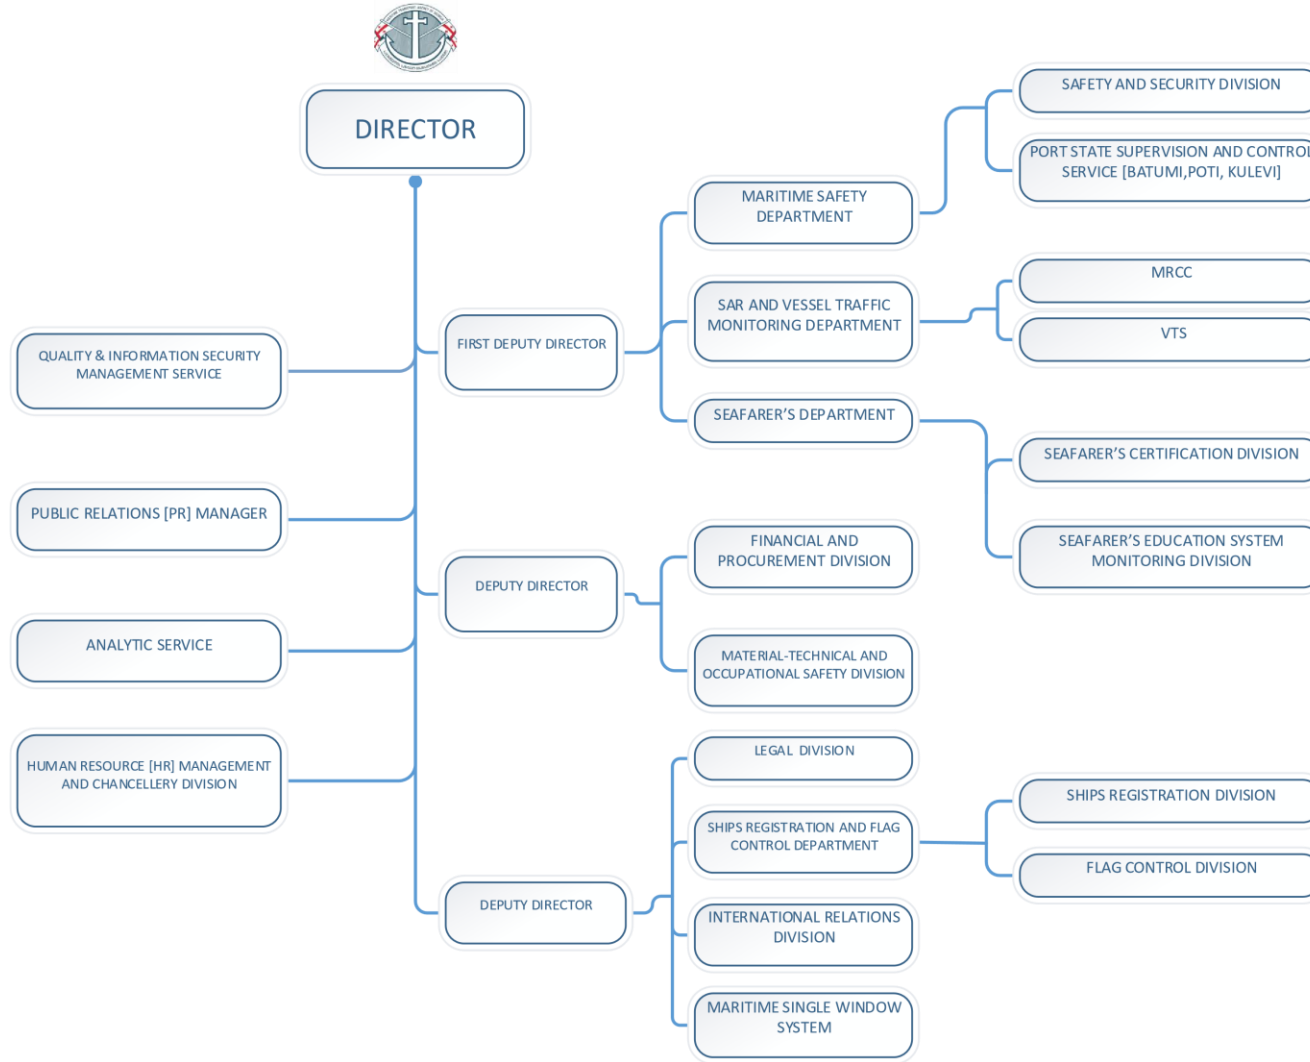 DIRECTOR
QUALITY & INFORMATION SECURITY
MANAGEMENT SERVICE
PUBLIC RELATIONS [PR] MANAGER
ANALYTIC SERVICE
HUMAN RESOURCE [HR] MANAGEMENT
AND CHANCELLERY DIVISION
FIRST DEPUTY DIRECTOR
MARITIME SAFETY
DEPARTMENT
SAFETY AND SECURITY DIVISION
PORT STATE SUPERVISION AND CONTROL
SERVICE [BATUMI,POTI, KULEVI]
SAR AND VESSEL TRAFFIC
MONITORING DEPARTMENT
MRCC
VTS
SEAFARER’S DEPARTMENT
SEAFARER’S CERTIFICATION DIVISION
SEAFARER’S EDUCATION SYSTEM
MONITORING DIVISION
DEPUTY DIRECTOR
FINANCIAL AND
PROCUREMENT DIVISION
MATERIAL-TECHNICAL AND
OCCUPATIONAL SAFETY DIVISION
DEPUTY DIRECTOR
LEGAL DIVISION
SHIPS REGISTRATION AND FLAG
CONTROL DEPARTMENT
SHIPS REGISTRATION DIVISION
FLAG CONTROL DIVISION
INTERNATIONAL RELATIONS
DIVISION
MARITIME SINGLE WINDOW
SYSTEM